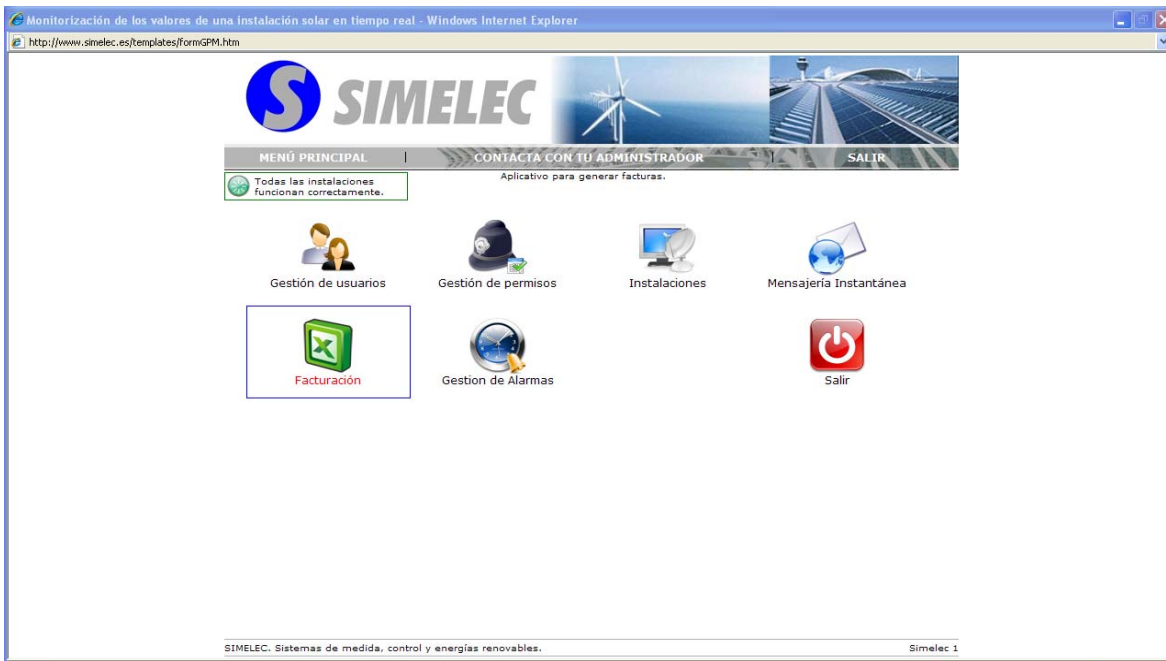 Monitorización de los valores de una instalación solar en tiempo real - Windows Internet Explorer
http://www.simelec.es/templates/formGPM.htm
S SIMELEC
MENÚ PRINCIPAL | CONTACTA CON TU ADMINISTRADOR | SALIR
Todas las instalaciones
funcionan correctamente.
Aplicativo para generar facturas.
Gestión de usuarios
Gestión de permisos
Instalaciones
Mensajería Instantánea
Facturación
Gestion de Alarmas
Salir
SIMELEC. Sistemas de medida, control y energías renovables.
Simelec 1